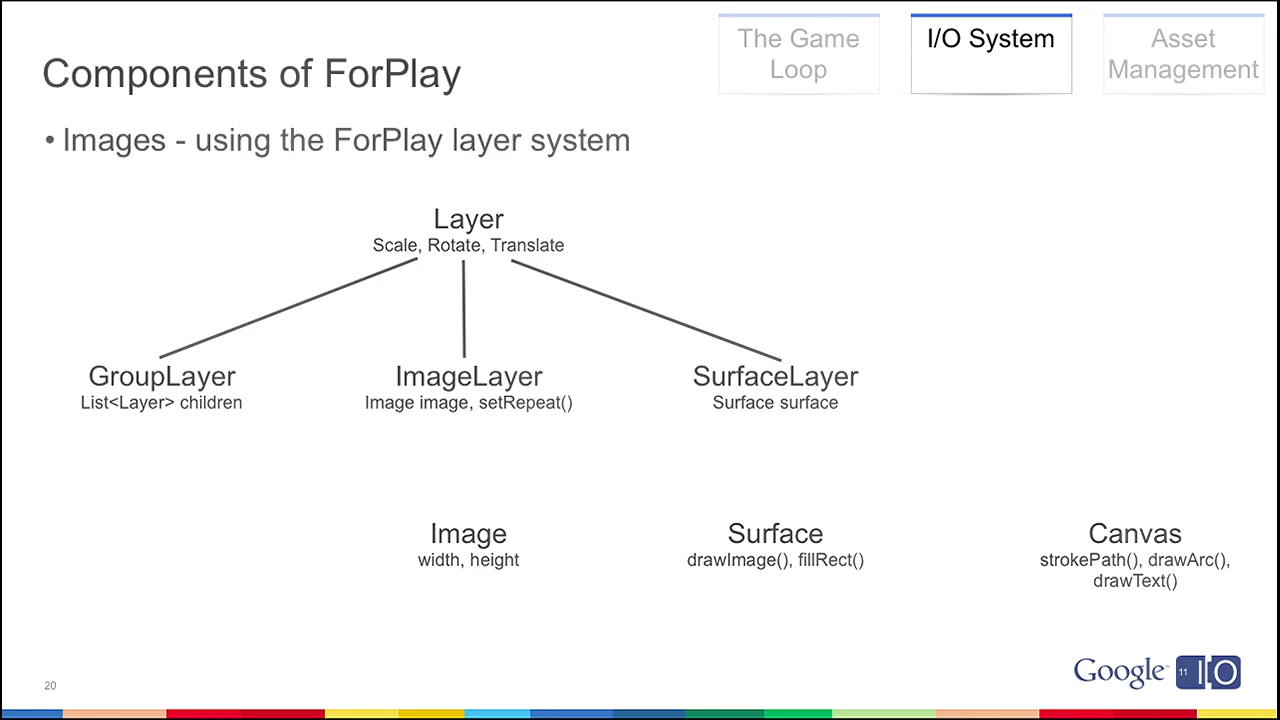 The Game
Loop
I/O System
Asset
Management
Components of ForPlay
• Images - using the ForPlay layer system
Layer
Scale, Rotate, Translate
GroupLayer
List<Layer> children
ImageLayer
Image image, setRepeat()
SurfaceLayer
Surface surface
Image
width, height
Surface
drawImage(), fillRect()
Canvas
strokePath(), drawArc(),
drawText()
20
Google 11 IO